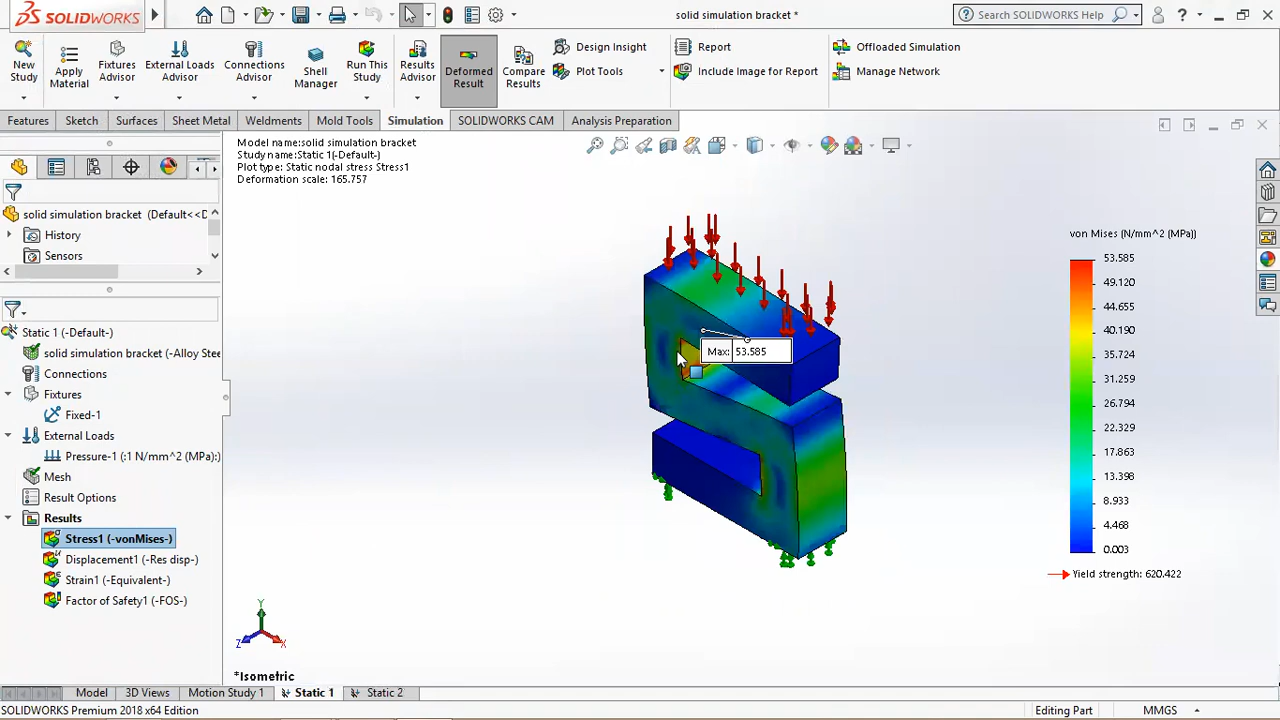 SOLIDWORKS
solid simulation bracket *
Search SOLIDWORKS Help
New Study
Apply Material
Fixtures Advisor
External Loads Advisor
Connections Advisor
Shell Manager
Run This Study
Results Advisor
Deformed Result
Compare Results
Design Insight
Plot Tools
Report
Include Image for Report
Offloaded Simulation
Manage Network
Features
Sketch
Surfaces
Sheet Metal
Weldments
Mold Tools
Simulation
SOLIDWORKS CAM
Analysis Preparation
Model name:solid simulation bracket
Study name:Static 1(-Default-)
Plot type: Static nodal stress Stress1
Deformation scale: 165.757
solid simulation bracket (Default<<D
History
Sensors
Static 1 (-Default-)
solid simulation bracket (-Alloy Stee
Connections
Fixtures
Fixed-1
External Loads
Pressure-1 (:1 N/mm^2 (MPa):)
Mesh
Result Options
Results
Stress1 (-vonMises-)
Displacement1 (-Res disp-)
Strain1 (-Equivalent-)
Factor of Safety1 (-FOS-)
Max: 53.585
von Mises (N/mm^2 (MPa))
53.585
49.120
44.655
40.190
35.725
31.259
26.794
22.329
17.863
13.398
8.933
4.468
0.003
Yield strength: 620.422
Y
Z
X
*Isometric
Model
3D Views
Motion Study 1
Static 1
Static 2
SOLIDWORKS Premium 2018 x64 Edition
Editing Part
MMGS